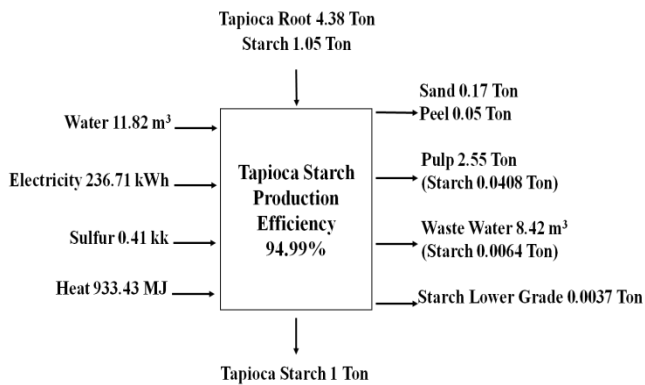 Tapioca Root 4.38 Ton
Starch 1.05 Ton
Water 11.82 m³
Electricity 236.71 kWh
Sulfur 0.41 kk
Heat 933.43 MJ
Tapioca Starch
Production
Efficiency
94.99%
Sand 0.17 Ton
Peel 0.05 Ton
Pulp 2.55 Ton
(Starch 0.0408 Ton)
Waste Water 8.42 m³
(Starch 0.0064 Ton)
Starch Lower Grade 0.0037 Ton
Tapioca Starch 1 Ton